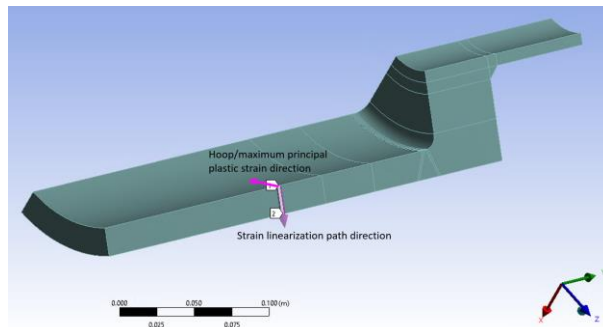 Hoop/maximum principal
plastic strain direction
2
Strain linearization path direction
0.000
0.050
0.100 (m)
0.025
0.075
X
Z